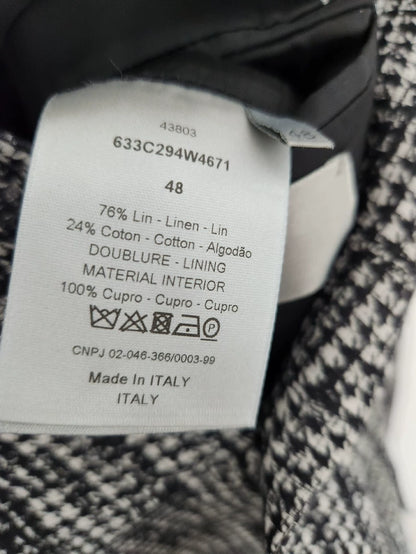 43803
633C294W4671
48
76% Lin - Linen - Lin
24% Coton - Cotton - Algodão
DOUBLURE - LINING
MATERIAL INTERIOR
100% Cupro - Cupro - Cupro
P
CNPJ 02-046-366/0003-99
Made In ITALY
ITALY
48